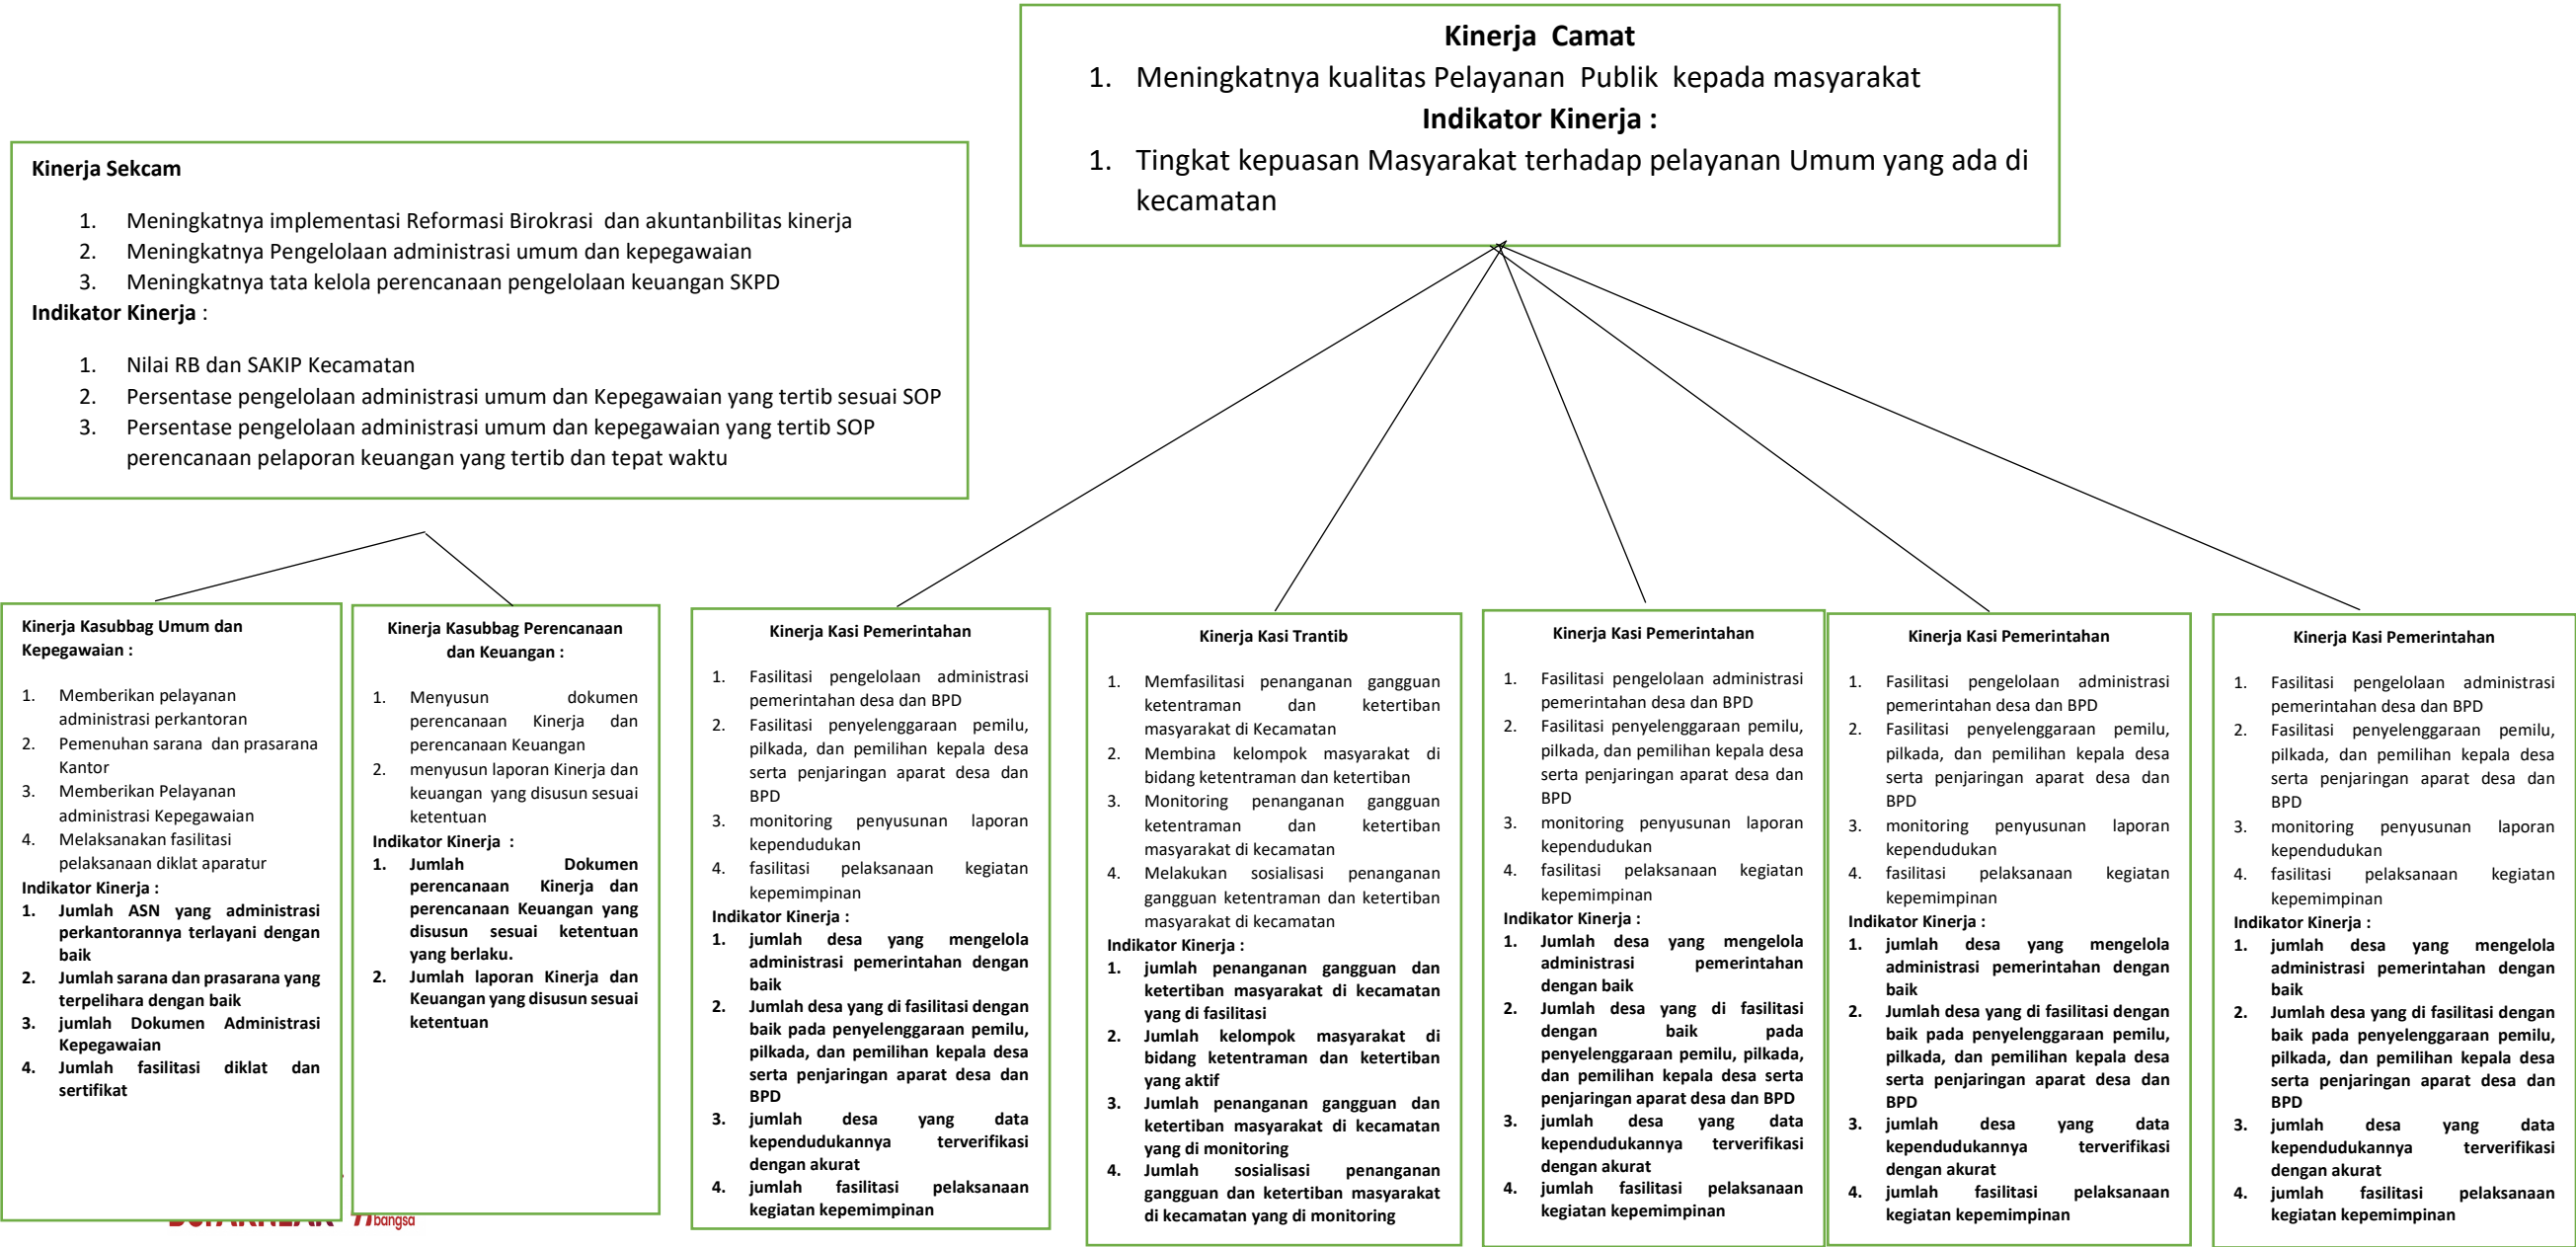 Kinerja Camat
1. Meningkatnya kualitas Pelayanan Publik kepada masyarakat
Indikator Kinerja :
1. Tingkat kepuasan Masyarakat terhadap pelayanan Umum yang ada di
kecamatan
Kinerja Sekcam
1. Meningkatnya implementasi Reformasi Birokrasi dan akuntanbilitas kinerja
2. Meningkatnya Pengelolaan administrasi umum dan kepegawaian
3. Meningkatnya tata kelola perencanaan pengelolaan keuangan SKPD
Indikator Kinerja :
1. Nilai RB dan SAKIP Kecamatan
2. Persentase pengelolaan administrasi umum dan Kepegawaian yang tertib sesuai SOP
3. Persentase pengelolaan administrasi umum dan kepegawaian yang tertib SOP
perencanaan pelaporan keuangan yang tertib dan tepat waktu
Kinerja Kasubbag Umum dan
Kepegawaian :
1. Memberikan pelayanan
administrasi perkantoran
2. Pemenuhan sarana dan prasarana
Kantor
3. Memberikan Pelayanan
administrasi Kepegawaian
4. Melaksanakan fasilitasi
pelaksanaan diklat aparatur
Indikator Kinerja :
1. Jumlah ASN yang administrasi
perkantorannya terlayani dengan
baik
2. Jumlah sarana dan prasarana yang
terpelihara dengan baik
3. jumlah Dokumen Administrasi
Kepegawaian
4. Jumlah fasilitasi diklat dan
sertifikat
Kinerja Kasubbag Perencanaan
dan Keuangan :
1. Menyusun dokumen
perencanaan Kinerja dan
perencanaan Keuangan
2. menyusun laporan Kinerja dan
keuangan yang disusun sesuai
ketentuan
Indikator Kinerja :
1. Jumlah Dokumen
perencanaan Kinerja dan
perencanaan Keuangan yang
disusun sesuai ketentuan
yang berlaku.
2. Jumlah laporan Kinerja dan
Keuangan yang disusun sesuai
ketentuan
Kinerja Kasi Pemerintahan
1. Fasilitasi pengelolaan administrasi
pemerintahan desa dan BPD
2. Fasilitasi penyelenggaraan pemilu,
pilkada, dan pemilihan kepala desa
serta penjaringan aparat desa dan
BPD
3. monitoring penyusunan laporan
kependudukan
4. fasilitasi pelaksanaan kegiatan
kepemimpinan
Indikator Kinerja :
1. jumlah desa yang mengelola
administrasi pemerintahan dengan
baik
2. Jumlah desa yang di fasilitasi dengan
baik pada penyelenggaraan pemilu,
pilkada, dan pemilihan kepala desa
serta penjaringan aparat desa dan
BPD
3. jumlah desa yang data
kependudukannya terverifikasi
dengan akurat
4. jumlah fasilitasi pelaksanaan
kegiatan kepemimpinan
Kinerja Kasi Trantib
1. Memfasilitasi penanganan gangguan
ketentraman dan ketertiban
masyarakat di Kecamatan
2. Membina kelompok masyarakat di
bidang ketentraman dan ketertiban
3. Monitoring penanganan gangguan
ketentraman dan ketertiban
masyarakat di kecamatan
4. Melakukan sosialisasi penanganan
gangguan ketentraman dan ketertiban
masyarakat di kecamatan
Indikator Kinerja :
1. jumlah penanganan gangguan dan
ketertiban masyarakat di kecamatan
yang di fasilitasi
2. Jumlah kelompok masyarakat di
bidang ketentraman dan ketertiban
yang aktif
3. Jumlah penanganan gangguan dan
ketertiban masyarakat di kecamatan
yang di monitoring
4. Jumlah sosialisasi penanganan
gangguan dan ketertiban masyarakat
di kecamatan yang di monitoring
Kinerja Kasi Pemerintahan
1. Fasilitasi pengelolaan administrasi
pemerintahan desa dan BPD
2. Fasilitasi penyelenggaraan pemilu,
pilkada, dan pemilihan kepala desa
serta penjaringan aparat desa dan
BPD
3. monitoring penyusunan laporan
kependudukan
4. fasilitasi pelaksanaan kegiatan
kepemimpinan
Indikator Kinerja :
1. Jumlah desa yang mengelola
administrasi pemerintahan
dengan baik
2. Jumlah desa yang di fasilitasi
dengan baik pada
penyelenggaraan pemilu, pilkada,
dan pemilihan kepala desa serta
penjaringan aparat desa dan BPD
3. jumlah desa yang data
kependudukannya terverifikasi
dengan akurat
4. jumlah fasilitasi pelaksanaan
kegiatan kepemimpinan
Kinerja Kasi Pemerintahan
1. Fasilitasi pengelolaan administrasi
pemerintahan desa dan BPD
2. Fasilitasi penyelenggaraan pemilu,
pilkada, dan pemilihan kepala desa
serta penjaringan aparat desa dan
BPD
3. monitoring penyusunan laporan
kependudukan
4. fasilitasi pelaksanaan kegiatan
kepemimpinan
Indikator Kinerja :
1. jumlah desa yang mengelola
administrasi pemerintahan dengan
baik
2. Jumlah desa yang di fasilitasi dengan
baik pada penyelenggaraan pemilu,
pilkada, dan pemilihan kepala desa
serta penjaringan aparat desa dan
BPD
3. jumlah desa yang data
kependudukannya terverifikasi
dengan akurat
4. jumlah fasilitasi pelaksanaan
kegiatan kepemimpinan
Kinerja Kasi Pemerintahan
1. Fasilitasi pengelolaan administrasi
pemerintahan desa dan BPD
2. Fasilitasi penyelenggaraan pemilu,
pilkada, dan pemilihan kepala desa
serta penjaringan aparat desa dan
BPD
3. monitoring penyusunan laporan
kependudukan
4. fasilitasi pelaksanaan kegiatan
kepemimpinan
Indikator Kinerja :
1. jumlah desa yang mengelola
administrasi pemerintahan dengan
baik
2. Jumlah desa yang di fasilitasi dengan
baik pada penyelenggaraan pemilu,
pilkada, dan pemilihan kepala desa
serta penjaringan aparat desa dan
BPD
3. jumlah desa yang data
kependudukannya terverifikasi
dengan akurat
4. jumlah fasilitasi pelaksanaan
kegiatan kepemimpinan
bangsa